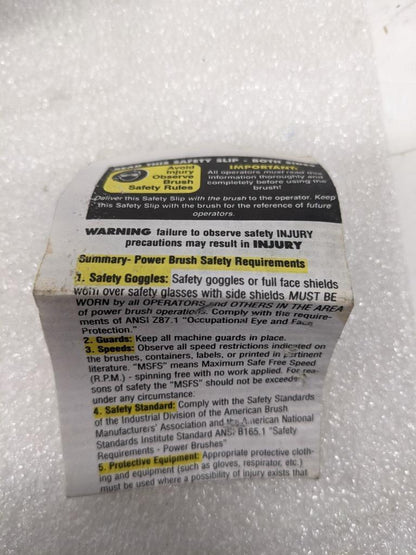 READ THIS SAFETY SLIP - BOTH SIDES
Avoid
Injury
Observe
Brush
Safety Rules
IMPORTANT:
All operators must read this
information thoroughly and
completely before using the
brush!
Deliver this Safety Slip with the brush to the operator. Keep
this Safety Slip with the brush for the reference of future
operators.
WARNING failure to observe safety INJURY
precautions may result in INJURY
Summary- Power Brush Safety Requirements
1. Safety Goggles: Safety goggles or full face shields
worn over safety glasses with side shields MUST BE
WORN by all OPERATORS and OTHERS IN THE AREA
of power brush operations. Comply with the require-
ments of ANSI Z87.1 "Occupational Eye and Face
Protection."
2. Guards: Keep all machine guards in place.
3. Speeds: Observe all speed restrictions indicated on
the brushes, containers, labels, or printed in pertinent
literature. "MSFS" means Maximum Safe Free Speed
(R.P.M.) - spinning free with no work applied. For rea-
sons of safety the "MSFS" should not be exceeded
under any circumstance.
4. Safety Standard: Comply with the Safety Standards
of the Industrial Division of the American Brush
Manufacturers' Association and the American National
Standards Institute Standard ANSI B165.1 "Safety
Requirements - Power Brushes"
5. Protective Equipment: Appropriate protective cloth-
ing and equipment (such as gloves, respirator, etc.)
must be used where a possibility of injury exists that